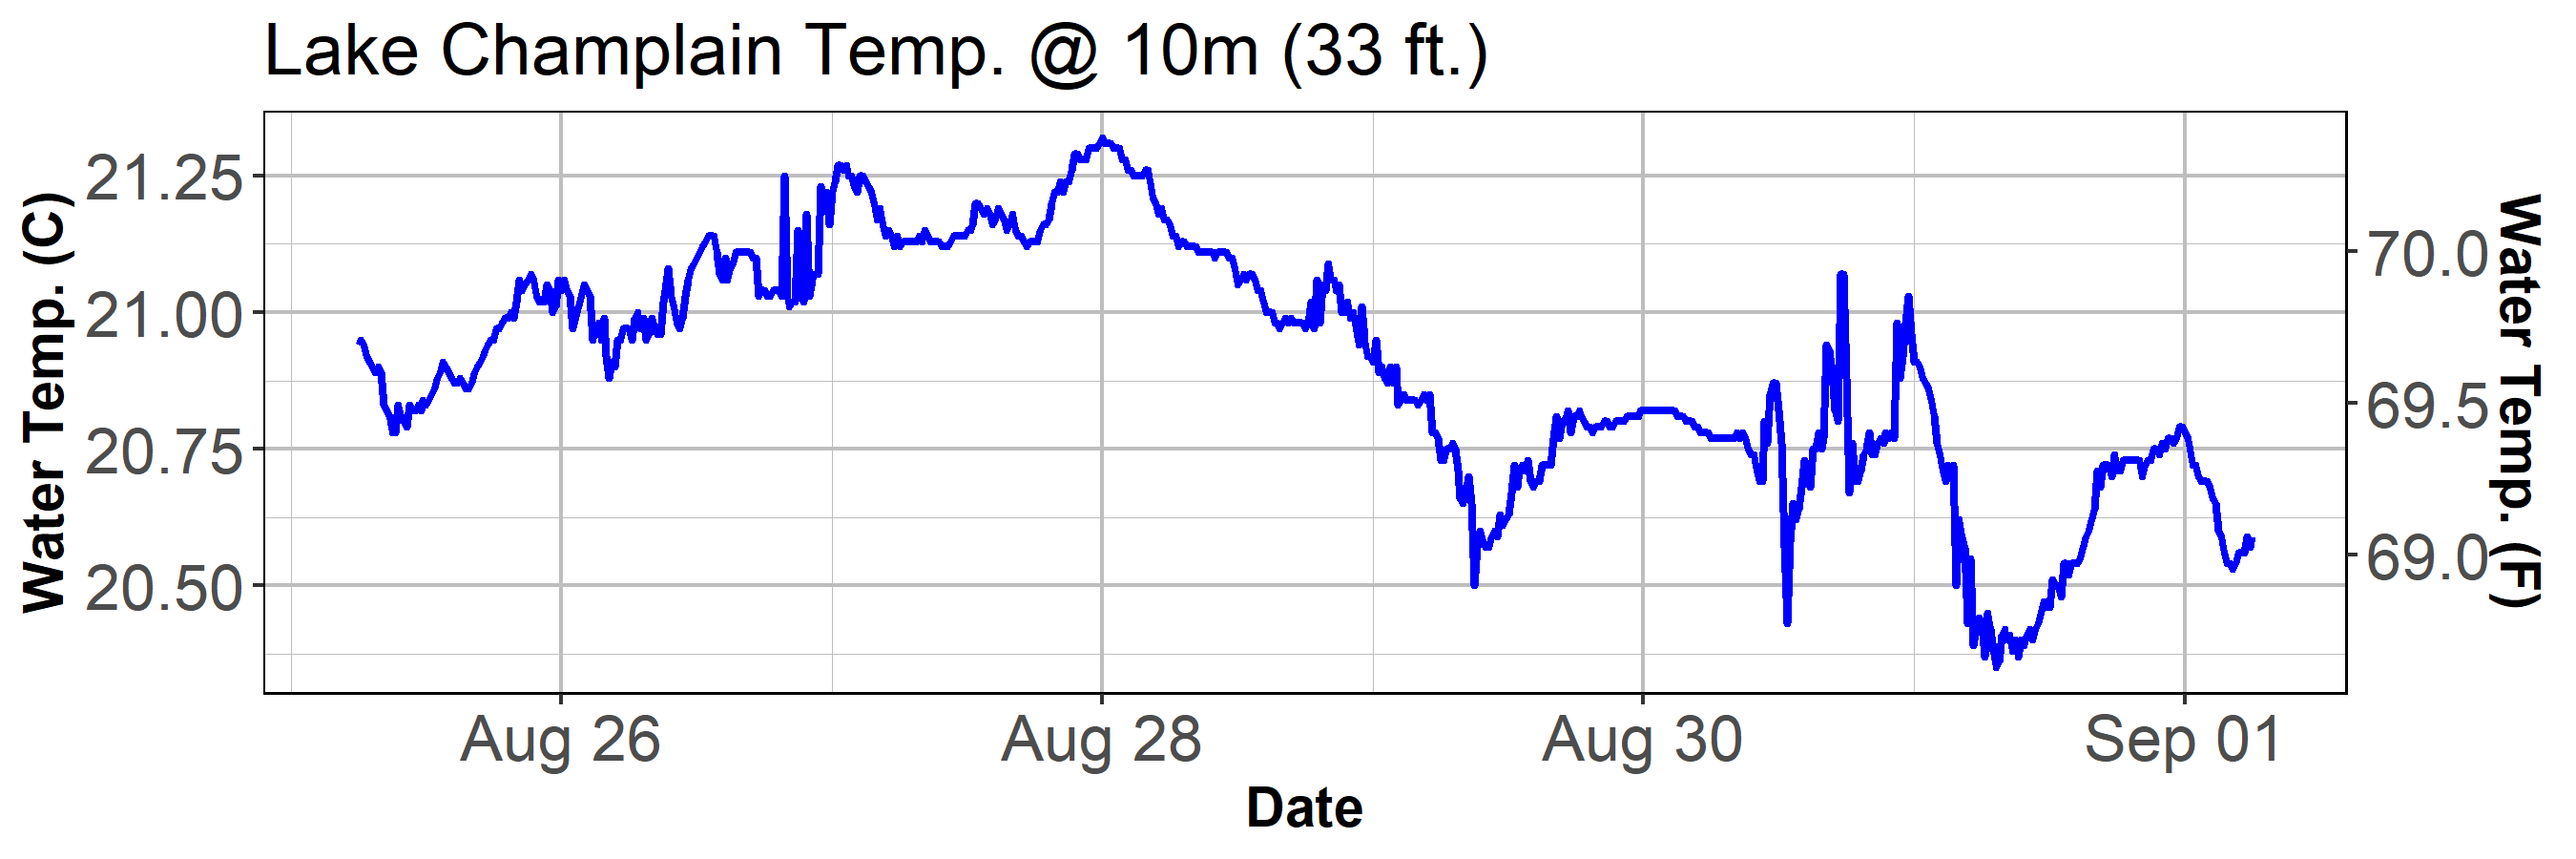 Lake Champlain Temp. @ 10m (33 ft.)
Water Temp. (C)
21.25
21.00
20.75
20.50
70.0
69.5
69.0
Water Temp. (F)
Aug 26
Aug 28
Aug 30
Sep 01
Date